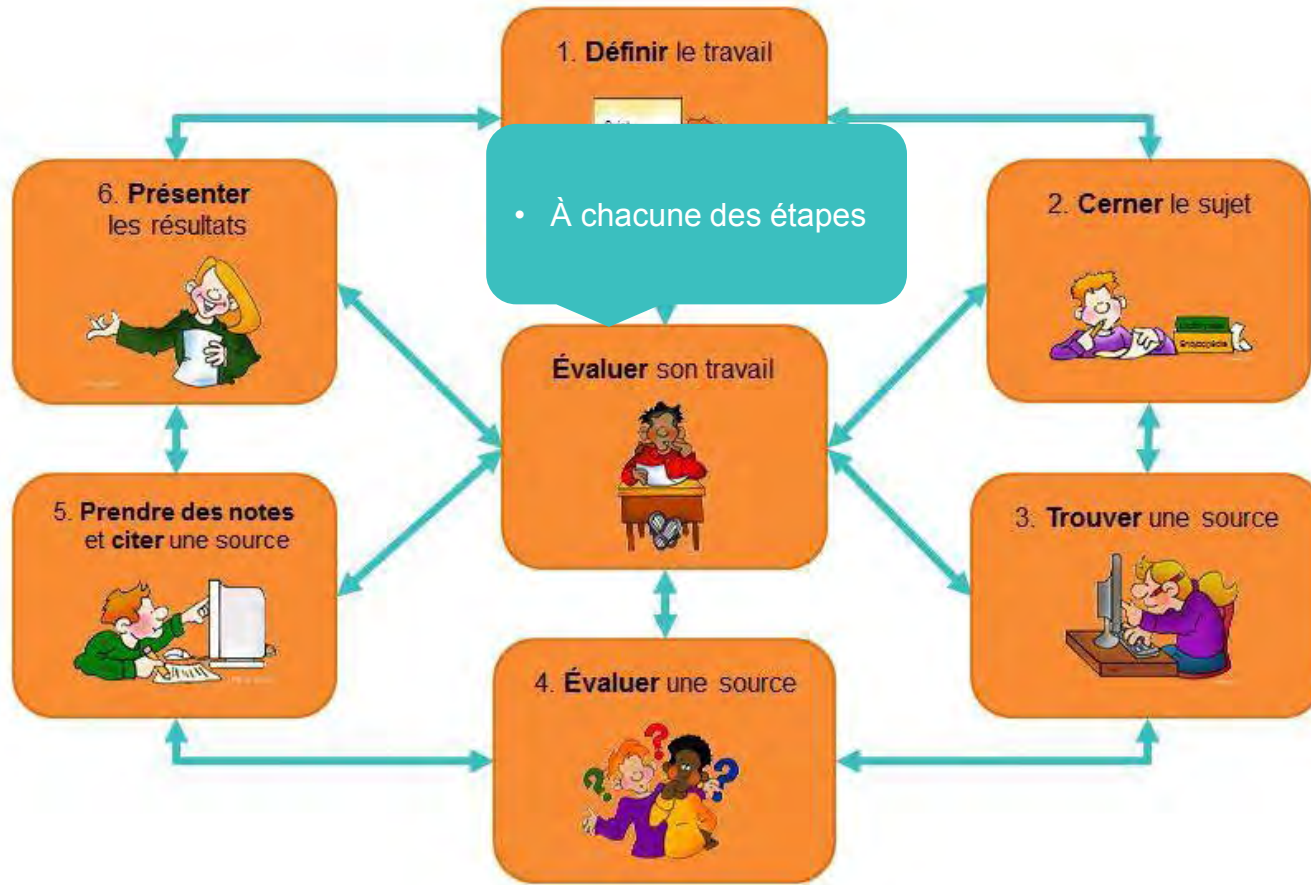 1. Définir le travail
• À chacune des étapes
2. Cerner le sujet
3. Trouver une source
4. Évaluer une source
5. Prendre des notes
et citer une source
6. Présenter
les résultats
Évaluer son travail